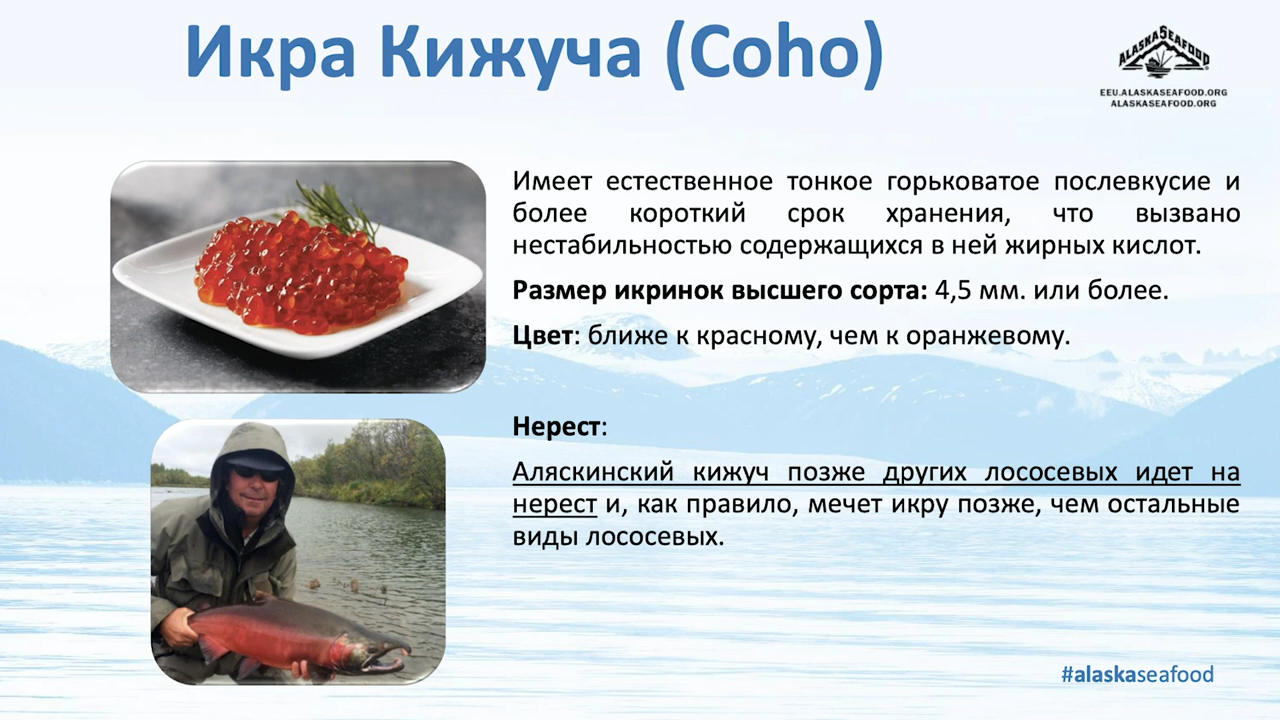 Икра Кижуча (Coho)
ALASKA SEAFOOD
EEU.ALASKASEAFOOD.ORG
ALASKASEAFOOD.ORG
Имеет естественное тонкое горьковатое послевкусие и
более короткий срок хранения, что вызвано
нестабильностью содержащихся в ней жирных кислот.
Размер икринок высшего сорта: 4,5 мм. или более.
Цвет: ближе к красному, чем к оранжевому.
Нерест:
Аляскинский кижуч позже других лососевых идет на
нерест и, как правило, мечет икру позже, чем остальные
виды лососевых.
#alaskaseafood